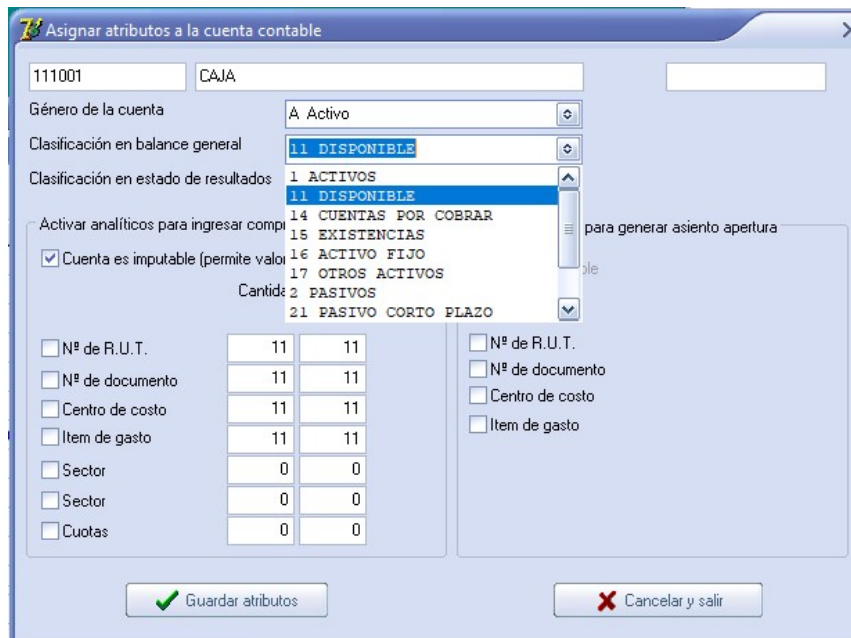 Asignar atributos a la cuenta contable
111001 CAJA
Género de la cuenta A Activo
Clasificación en balance general 11 DISPONIBLE
Clasificación en estado de resultados
1 ACTIVOS
11 DISPONIBLE
14 CUENTAS POR COBRAR
15 EXISTENCIAS
16 ACTIVO FIJO
17 OTROS ACTIVOS
2 PASIVOS
21 PASIVO CORTO PLAZO
Activar analíticos para ingresar compr
para generar asiento apertura
Cuenta es imputable (permite valor
ble
Cantida
Nº de R.U.T. 11 11
Nº de documento 11 11
Centro de costo 11 11
Item de gasto 11 11
Sector 0 0
Sector 0 0
Cuotas 0 0
Nº de R.U.T.
Nº de documento
Centro de costo
Item de gasto
Guardar atributos
Cancelar y salir